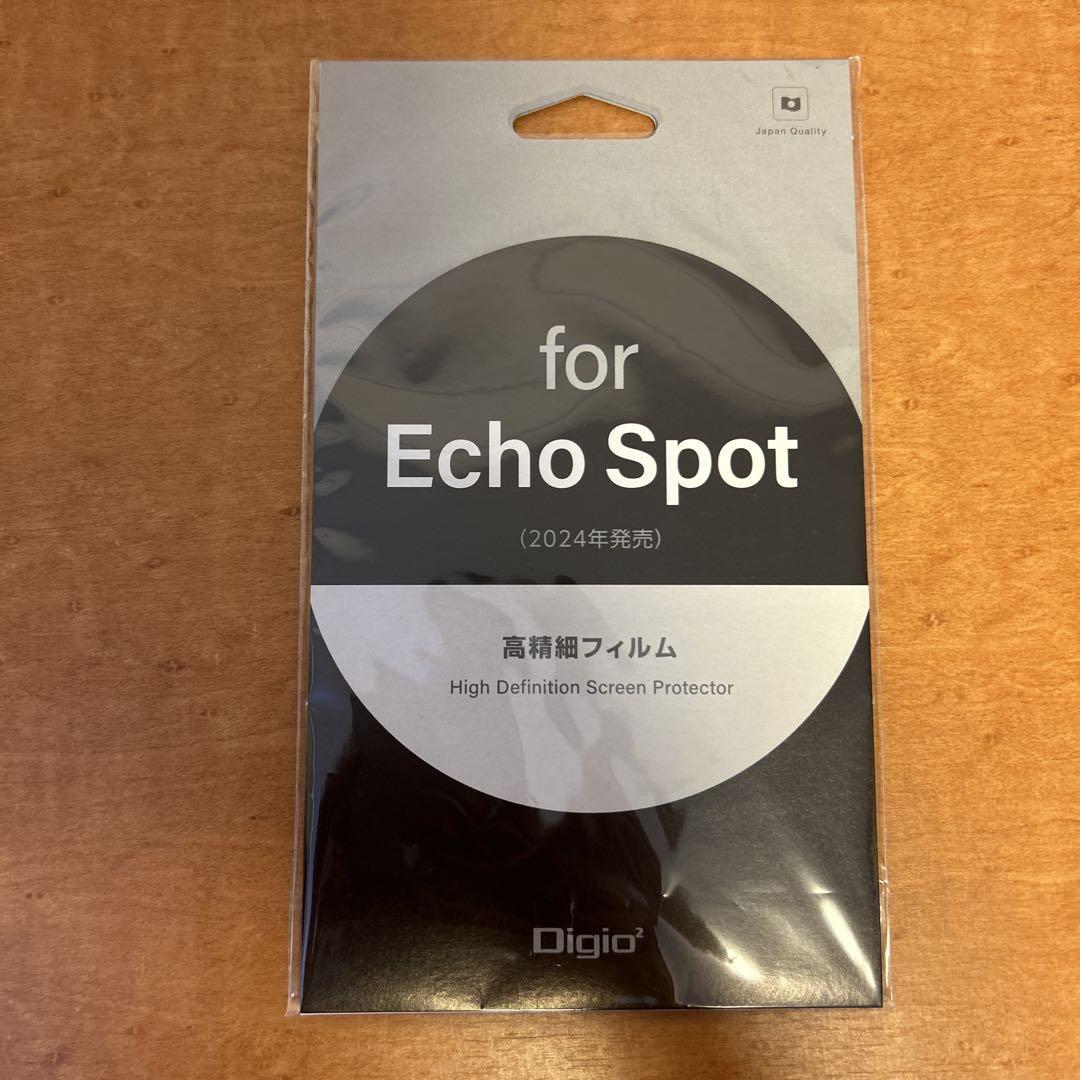 Japan Quality
for
Echo Spot
(2024年発売)
高精細フィルム
High Definition Screen Protector
Digio²